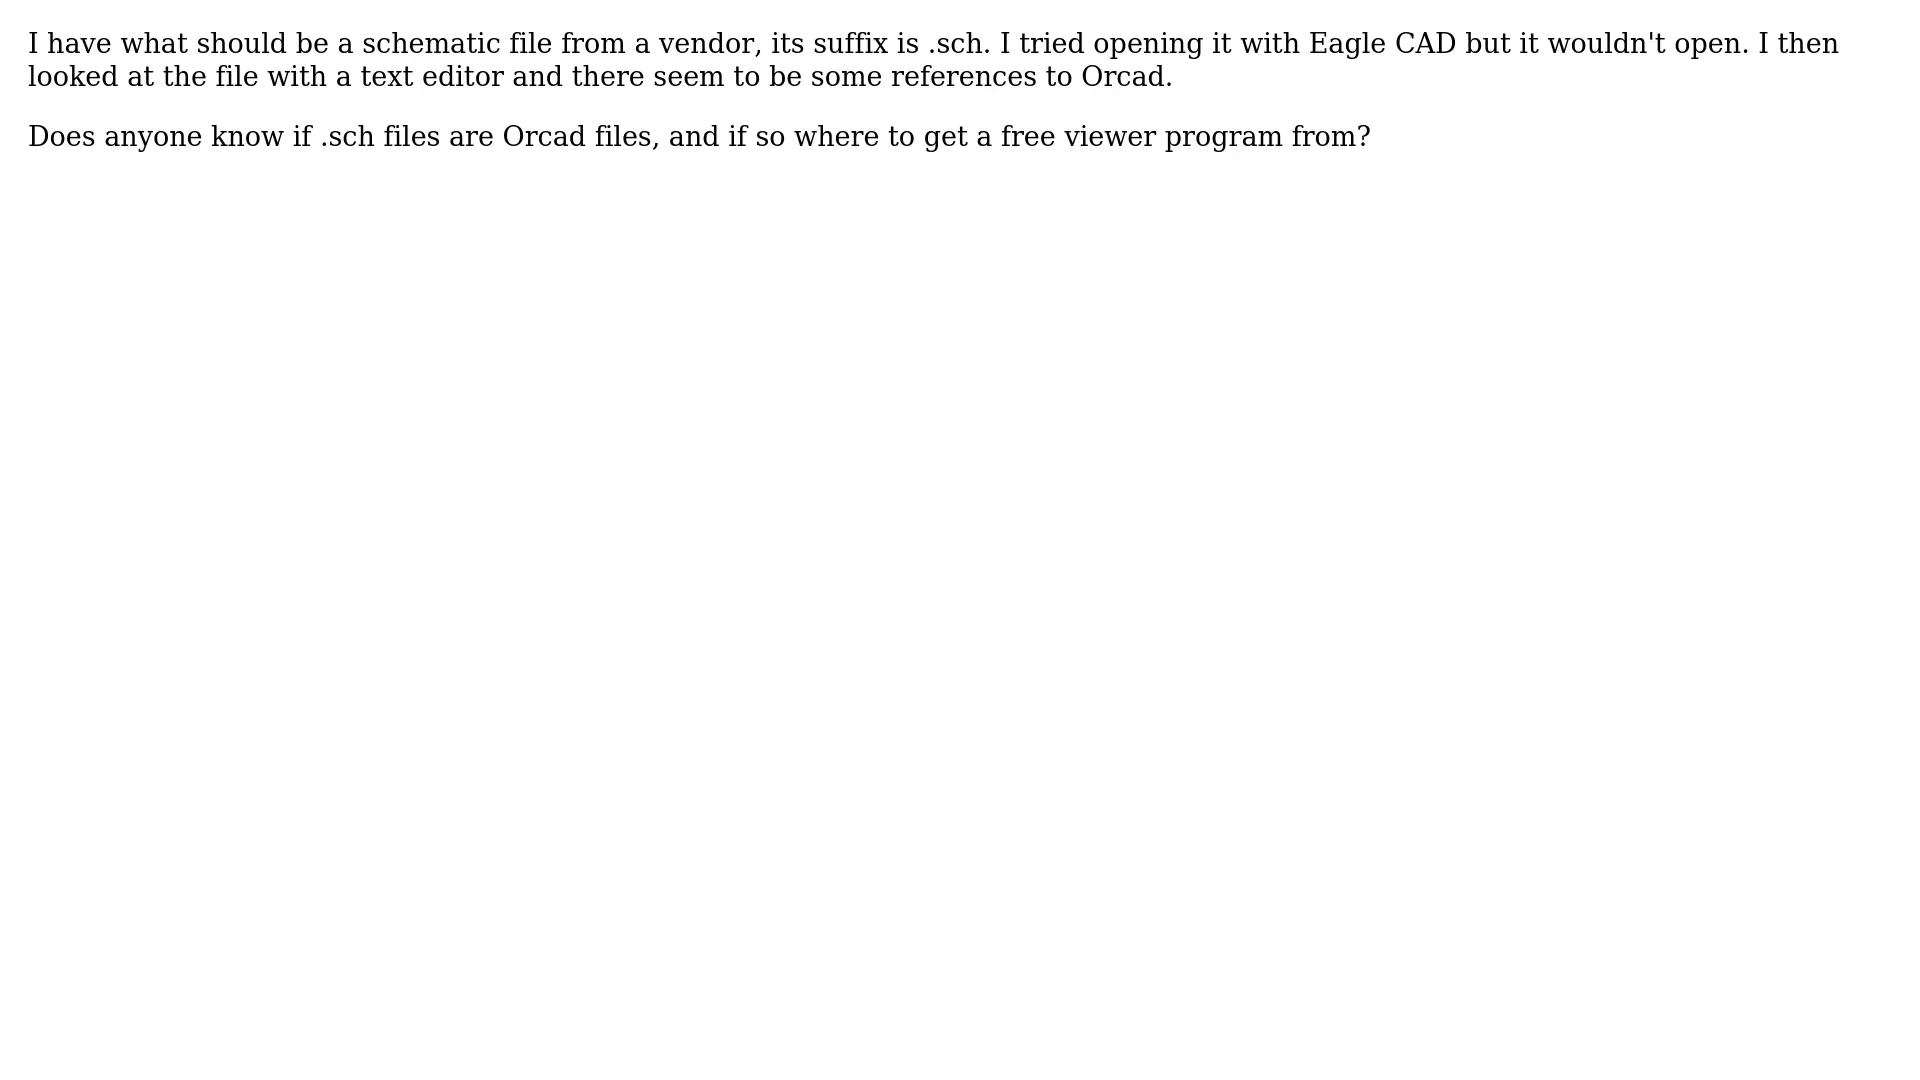 I have what should be a schematic file from a vendor, its suffix is .sch. I tried opening it with Eagle CAD but it wouldn't open. I then
looked at the file with a text editor and there seem to be some references to Orcad.
Does anyone know if .sch files are Orcad files, and if so where to get a free viewer program from?